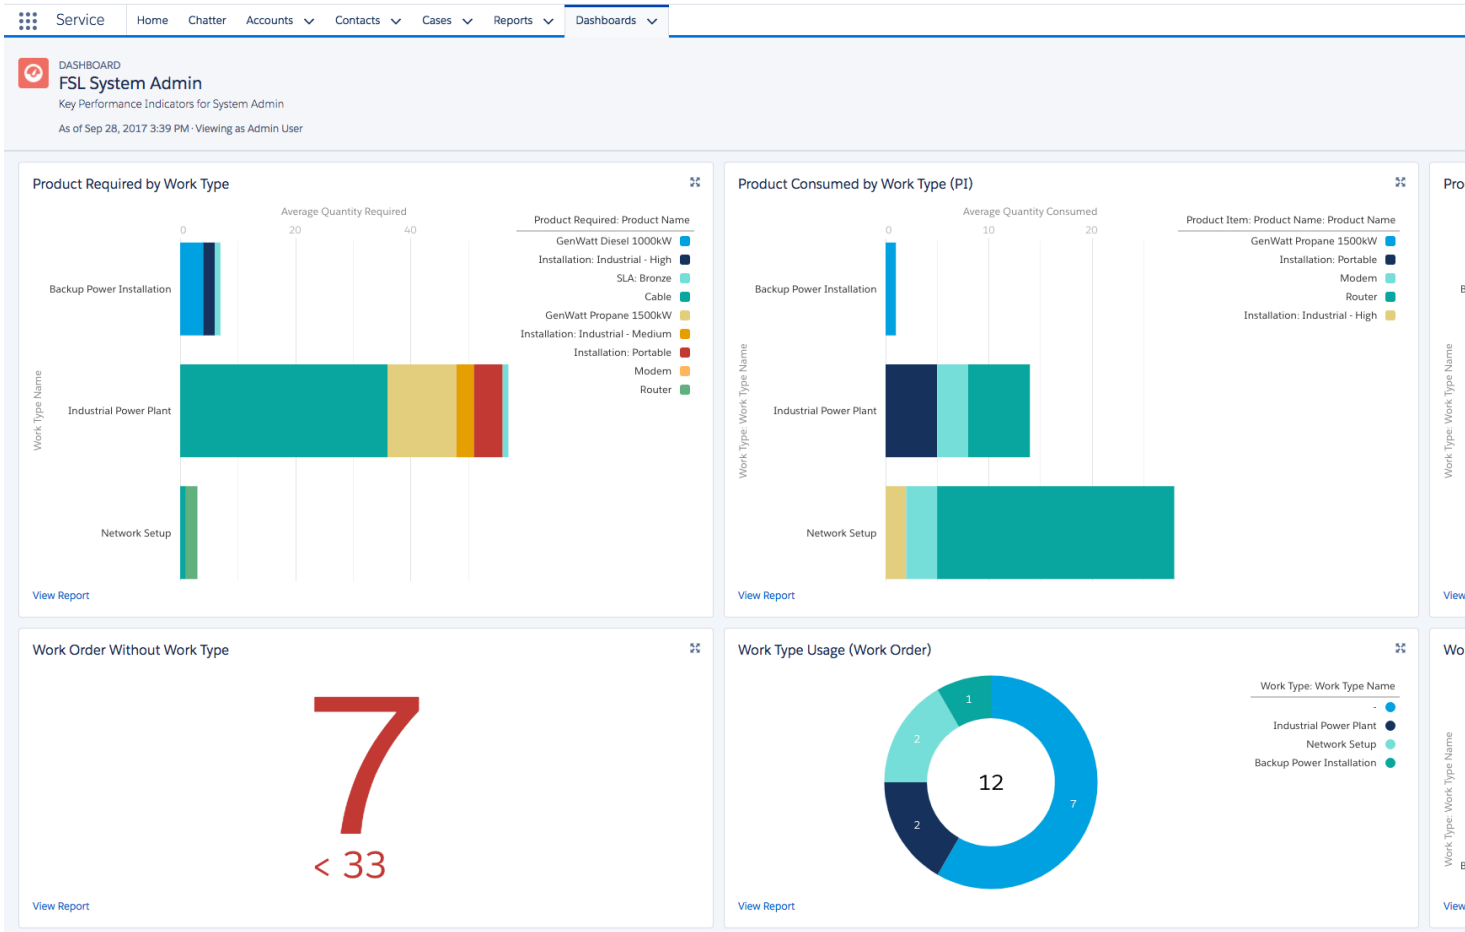 Service
Home
Chatter
Accounts
Contacts
Cases
Reports
Dashboards
DASHBOARD
FSL System Admin
Key Performance Indicators for System Admin
As of Sep 28, 2017 3:39 PM · Viewing as Admin User
Product Required by Work Type
Average Quantity Required
0 20 40
Work Type Name
Backup Power Installation
Industrial Power Plant
Network Setup
Product Required: Product Name
GenWatt Diesel 1000kW
Installation: Industrial - High
SLA: Bronze
Cable
GenWatt Propane 1500kW
Installation: Industrial - Medium
Installation: Portable
Modem
Router
View Report
Product Consumed by Work Type (PI)
Average Quantity Consumed
0 10 20
Work Type: Work Type Name
Backup Power Installation
Industrial Power Plant
Network Setup
Product Item: Product Name: Product Name
GenWatt Propane 1500kW
Installation: Portable
Modem
Router
Installation: Industrial - High
View Report
Pro
Work Type: Work Type Name
B
View
Work Order Without Work Type
7
< 33
View Report
Work Type Usage (Work Order)
1
2
2
7
12
Work Type: Work Type Name
-
Industrial Power Plant
Network Setup
Backup Power Installation
View Report
Wo
Work Type: Work Type Name
B
View